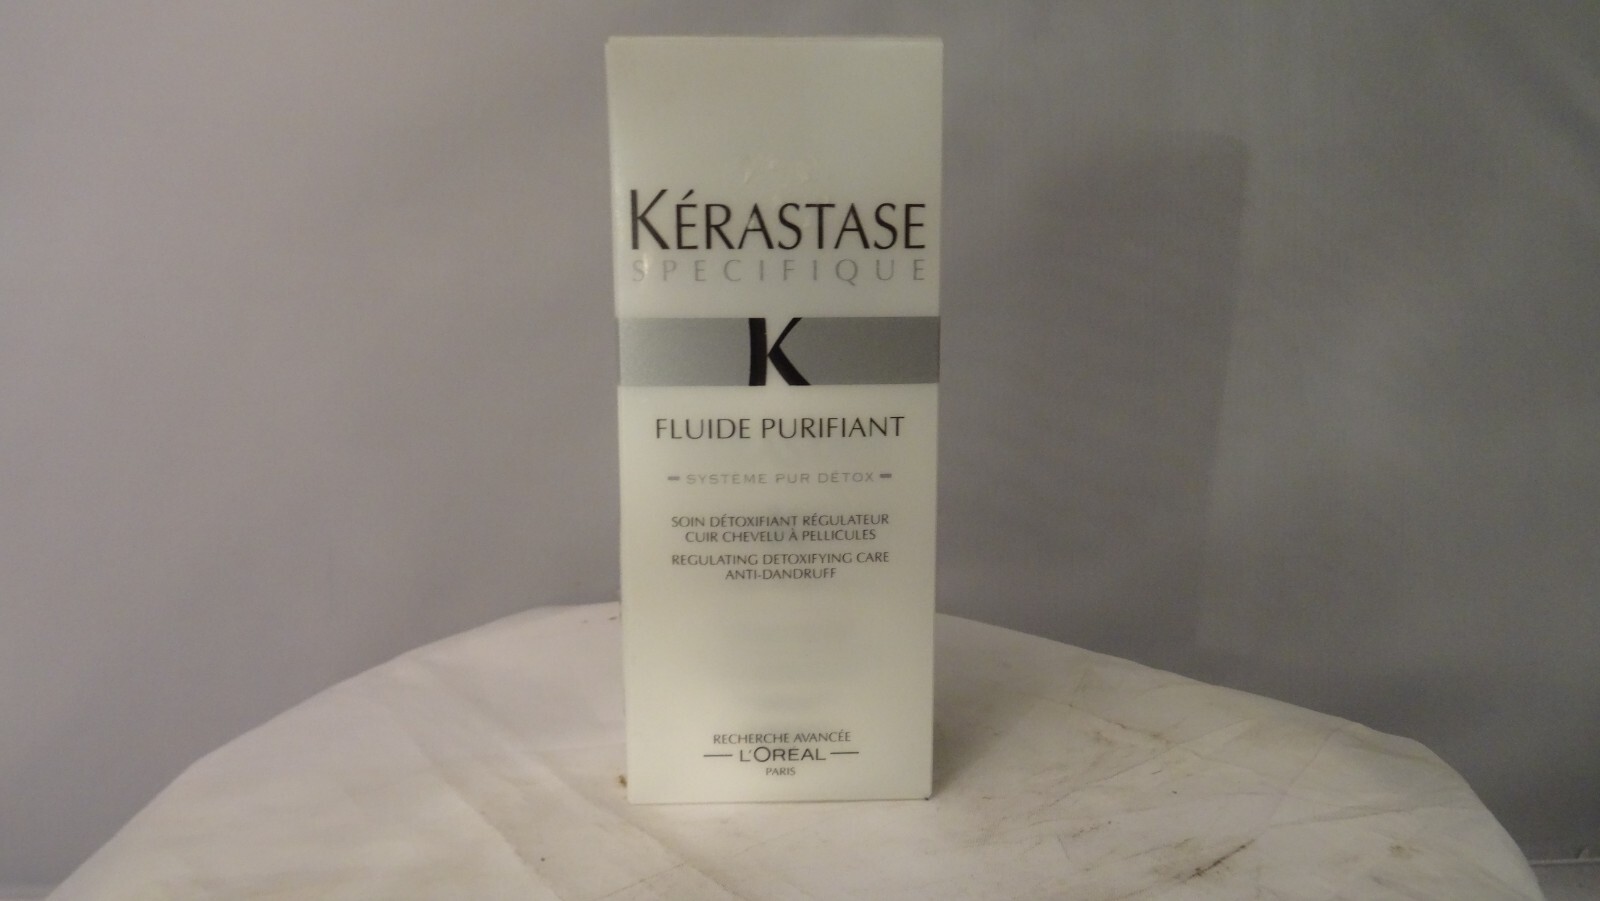 KÉRASTASE
SPECIFIQUE
K
FLUIDE PURIFIANT
SYSTEME PUR DÉTOX
SOIN DÉTOXIFIANT RÉGULATEUR
CUIR CHEVELU À PELLICULES
REGULATING DETOXIFYING CARE
ANTI-DANDRUFF
RECHERCHE AVANCÉE
L'ORÉAL
PARIS